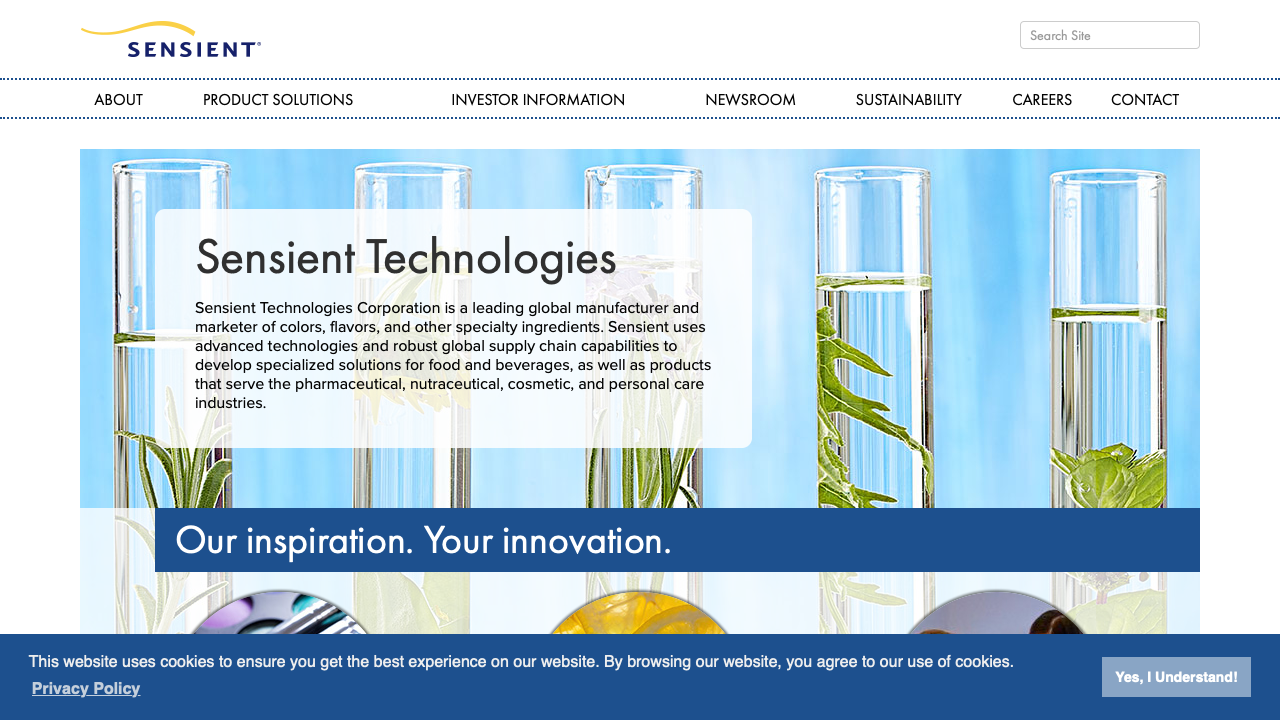 SENSIENT®
Search Site
ABOUT PRODUCT SOLUTIONS INVESTOR INFORMATION NEWSROOM SUSTAINABILITY CAREERS CONTACT
Sensient Technologies
Sensient Technologies Corporation is a leading global manufacturer and
marketer of colors, flavors, and other specialty ingredients. Sensient uses
advanced technologies and robust global supply chain capabilities to
develop specialized solutions for food and beverages, as well as products
that serve the pharmaceutical, nutraceutical, cosmetic, and personal care
industries.
Our inspiration. Your innovation.
This website uses cookies to ensure you get the best experience on our website. By browsing our website, you agree to our use of cookies.
Privacy Policy
Yes, I Understand!